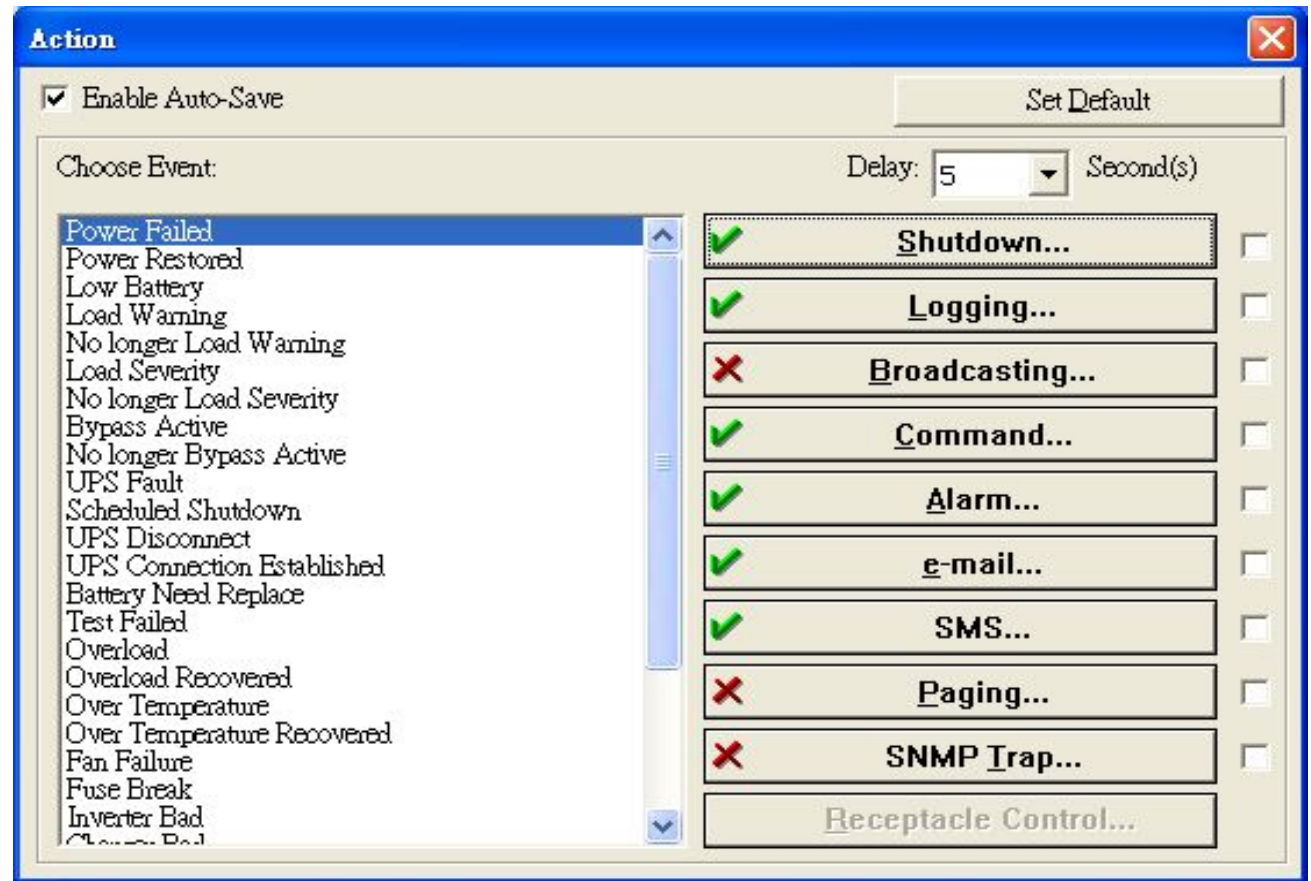 Action
Enable Auto-Save
Set Default
Choose Event:
Delay: 5 Second(s)
Power Failed
Power Restored
Low Battery
Load Warning
No longer Load Warning
Load Severity
No longer Load Severity
Bypass Active
No longer Bypass Active
UPS Fault
Scheduled Shutdown
UPS Disconnect
UPS Connection Established
Battery Need Replace
Test Failed
Overload
Overload Recovered
Over Temperature
Over Temperature Recovered
Fan Failure
Fuse Break
Inverter Bad
Shutdown...
Logging...
Broadcasting...
Command...
Alarm...
e-mail...
SMS...
Paging...
SNMP Trap...
Receptacle Control...